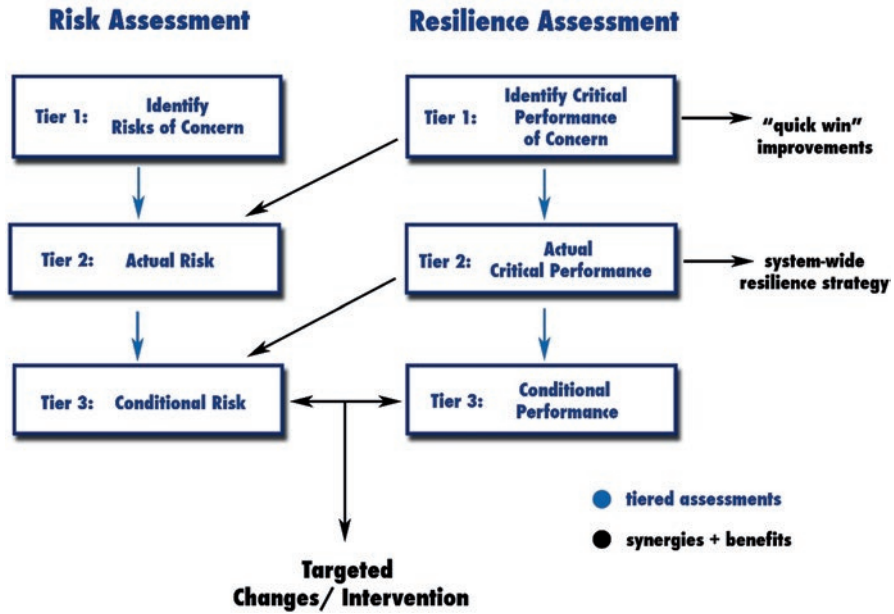 Risk Assessment
Resilience Assessment
Tier 1:
Identify
Risks of Concern
Tier 1:
Identify Critical
Performance
of Concern
"quick win"
improvements
Tier 2:
Actual Risk
Tier 2:
Actual
Critical Performance
system-wide
resilience strategy
Tier 3:
Conditional Risk
Tier 3:
Conditional
Performance
tiered assessments
synergies + benefits
Targeted
Changes/ Intervention